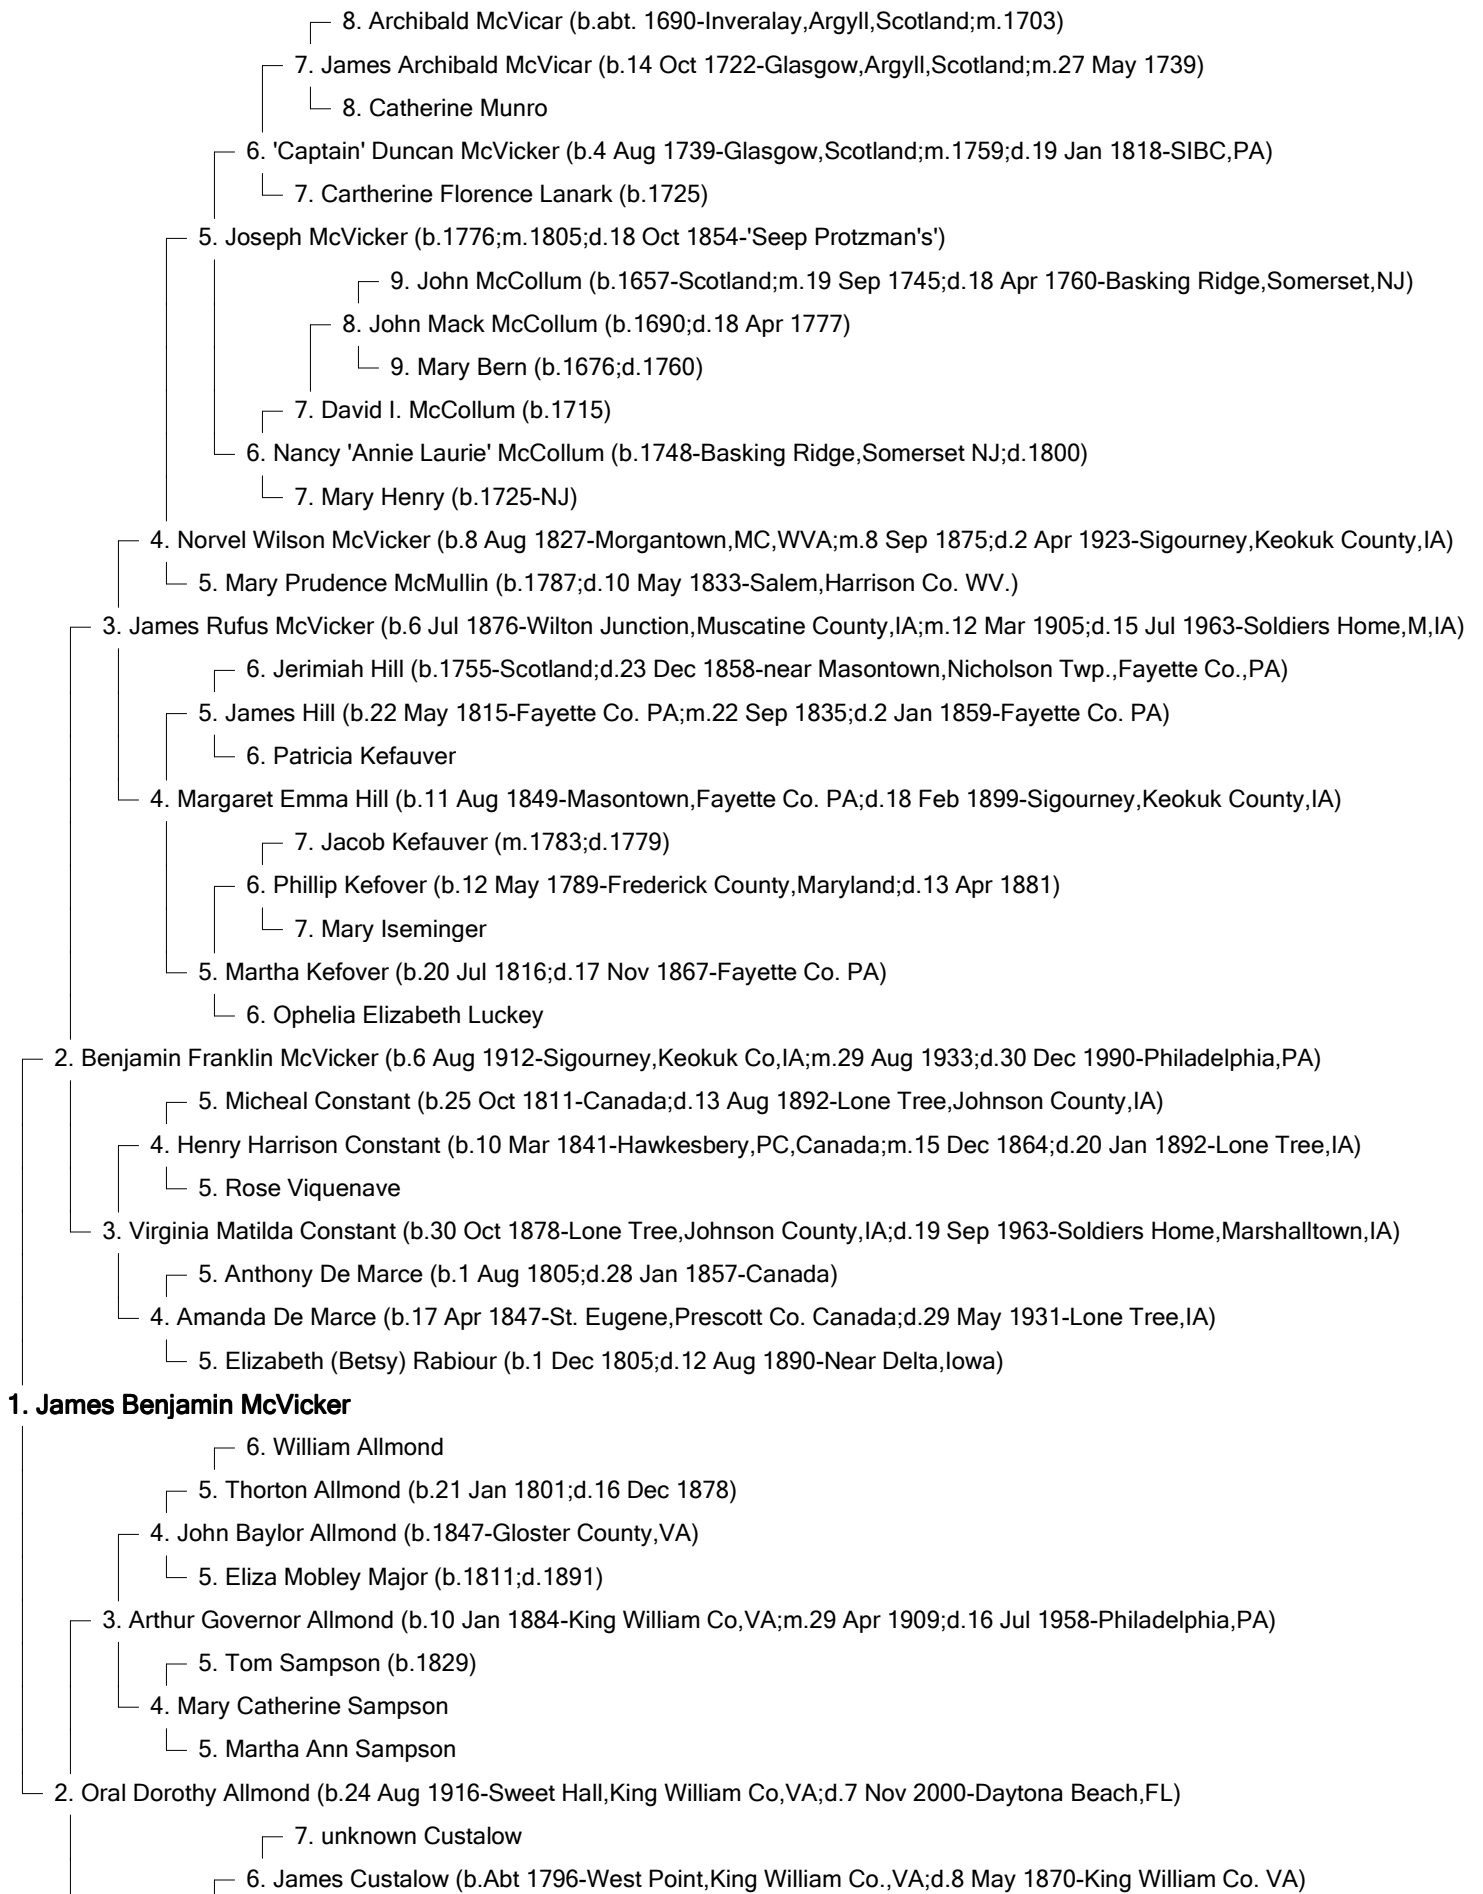 8. Archibald McVicar (b.abt. 1690-Inveralay,Argyll,Scotland;m.1703)
7. James Archibald McVicar (b.14 Oct 1722-Glasgow,Argyll,Scotland;m.27 May 1739)
8. Catherine Munro
6. 'Captain' Duncan McVicker (b.4 Aug 1739-Glasgow,Scotland;m.1759;d.19 Jan 1818-SIBC,PA)
7. Cartherine Florence Lanark (b.1725)
5. Joseph McVicker (b.1776;m.1805;d.18 Oct 1854-'Seep Protzman's')
9. John McCollum (b.1657-Scotland;m.19 Sep 1745;d.18 Apr 1760-Basking Ridge,Somerset,NJ)
8. John Mack McCollum (b.1690;d.18 Apr 1777)
9. Mary Bern (b.1676;d.1760)
7. David I. McCollum (b.1715)
6. Nancy 'Annie Laurie' McCollum (b.1748-Basking Ridge,Somerset NJ;d.1800)
7. Mary Henry (b.1725-NJ)
4. Norvel Wilson McVicker (b.8 Aug 1827-Morgantown,MC,WVA;m.8 Sep 1875;d.2 Apr 1923-Sigourney,Keokuk County,IA)
5. Mary Prudence McMullin (b.1787;d.10 May 1833-Salem,Harrison Co. WV.)
3. James Rufus McVicker (b.6 Jul 1876-Wilton Junction,Muscatine County,IA;m.12 Mar 1905;d.15 Jul 1963-Soldiers Home,M,IA)
6. Jerimiah Hill (b.1755-Scotland;d.23 Dec 1858-near Masontown,Nicholson Twp.,Fayette Co.,PA)
5. James Hill (b.22 May 1815-Fayette Co. PA;m.22 Sep 1835;d.2 Jan 1859-Fayette Co. PA)
6. Patricia Kefauver
4. Margaret Emma Hill (b.11 Aug 1849-Masontown,Fayette Co. PA;d.18 Feb 1899-Sigourney,Keokuk County,IA)
7. Jacob Kefauver (m.1783;d.1779)
6. Phillip Kefover (b.12 May 1789-Frederick County,Maryland;d.13 Apr 1881)
7. Mary Iseminger
5. Martha Kefover (b.20 Jul 1816;d.17 Nov 1867-Fayette Co. PA)
6. Ophelia Elizabeth Luckey
2. Benjamin Franklin McVicker (b.6 Aug 1912-Sigourney,Keokuk Co,IA;m.29 Aug 1933;d.30 Dec 1990-Philadelphia,PA)
5. Micheal Constant (b.25 Oct 1811-Canada;d.13 Aug 1892-Lone Tree,Johnson County,IA)
4. Henry Harrison Constant (b.10 Mar 1841-Hawkesbery,PC,Canada;m.15 Dec 1864;d.20 Jan 1892-Lone Tree,IA)
5. Rose Viquenave
3. Virginia Matilda Constant (b.30 Oct 1878-Lone Tree,Johnson County,IA;d.19 Sep 1963-Soldiers Home,Marshalltown,IA)
5. Anthony De Marce (b.1 Aug 1805;d.28 Jan 1857-Canada)
4. Amanda De Marce (b.17 Apr 1847-St. Eugene,Prescott Co. Canada;d.29 May 1931-Lone Tree,IA)
5. Elizabeth (Betsy) Rabiour (b.1 Dec 1805;d.12 Aug 1890-Near Delta,Iowa)
1. James Benjamin McVicker
6. William Allmond
5. Thorton Allmond (b.21 Jan 1801;d.16 Dec 1878)
4. John Baylor Allmond (b.1847-Gloster County,VA)
5. Eliza Mobley Major (b.1811;d.1891)
3. Arthur Governor Allmond (b.10 Jan 1884-King William Co,VA;m.29 Apr 1909;d.16 Jul 1958-Philadelphia,PA)
5. Tom Sampson (b.1829)
4. Mary Catherine Sampson
5. Martha Ann Sampson
2. Oral Dorothy Allmond (b.24 Aug 1916-Sweet Hall,King William Co,VA;d.7 Nov 2000-Daytona Beach,FL)
7. unknown Custalow
6. James Custalow (b.Abt 1796-West Point,King William Co.,VA;d.8 May 1870-King William Co. VA)